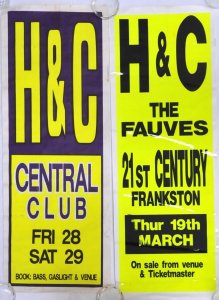 H&C
CENTRAL
CLUB
FRI 28
SAT 29
BOOK: BASS, GASLIGHT & VENUE
H&C
THE
FAUVES
21ST CENTURY
FRANKSTON
Thur 19th
MARCH
On sale from venue
& Ticketmaster